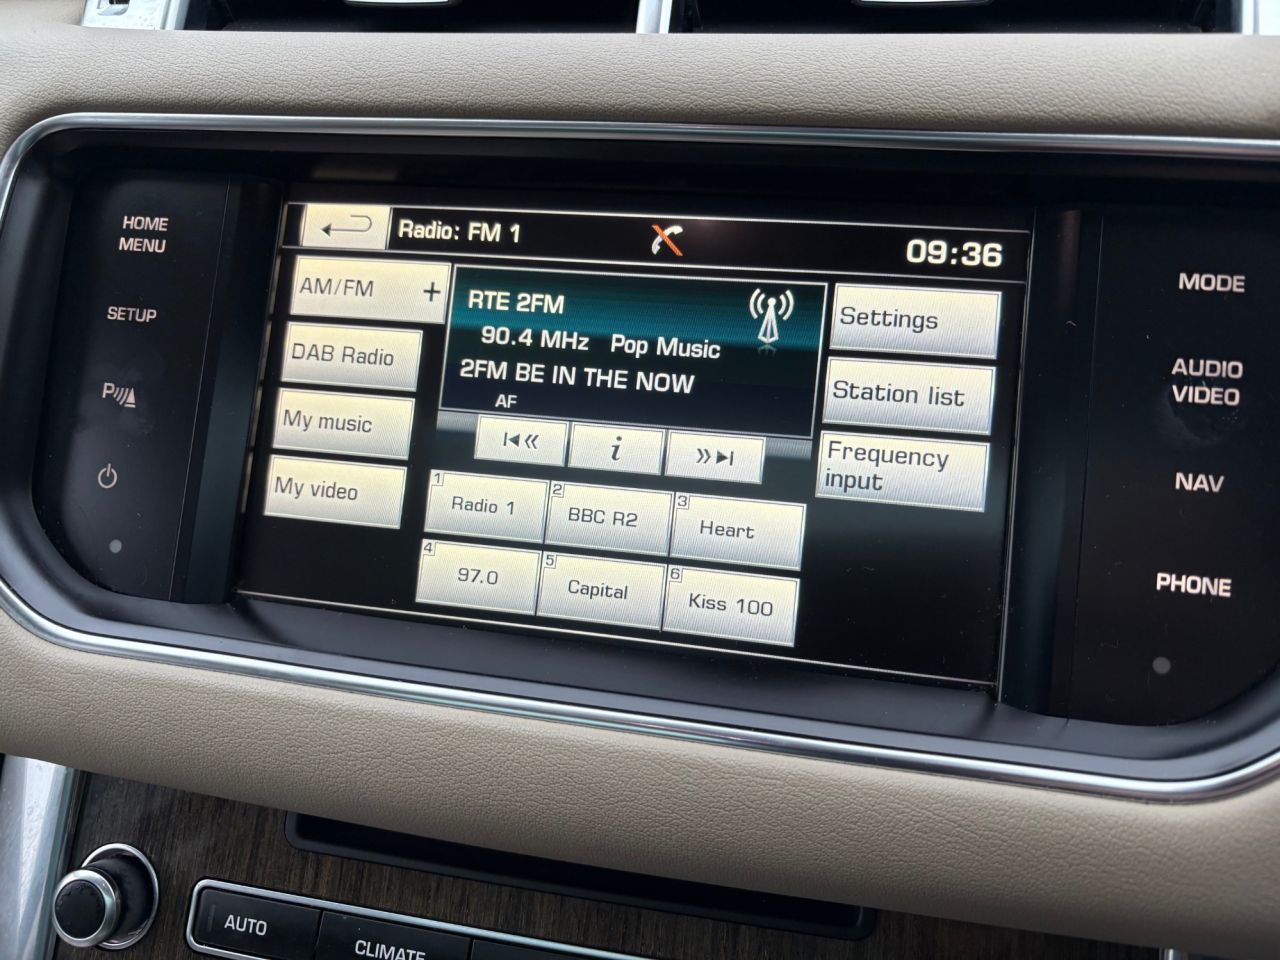 HOME
MENU
SETUP
P
Radio: FM 1
09:36
AM/FM +
DAB Radio
My music
My video
RTE 2FM
90.4 MHz Pop Music
2FM BE IN THE NOW
AF
i
Settings
Station list
Frequency
input
1 Radio 1
2 BBC R2
3 Heart
4 97.0
5 Capital
6 Kiss 100
MODE
AUDIO
VIDEO
NAV
PHONE
AUTO
CLIMATE